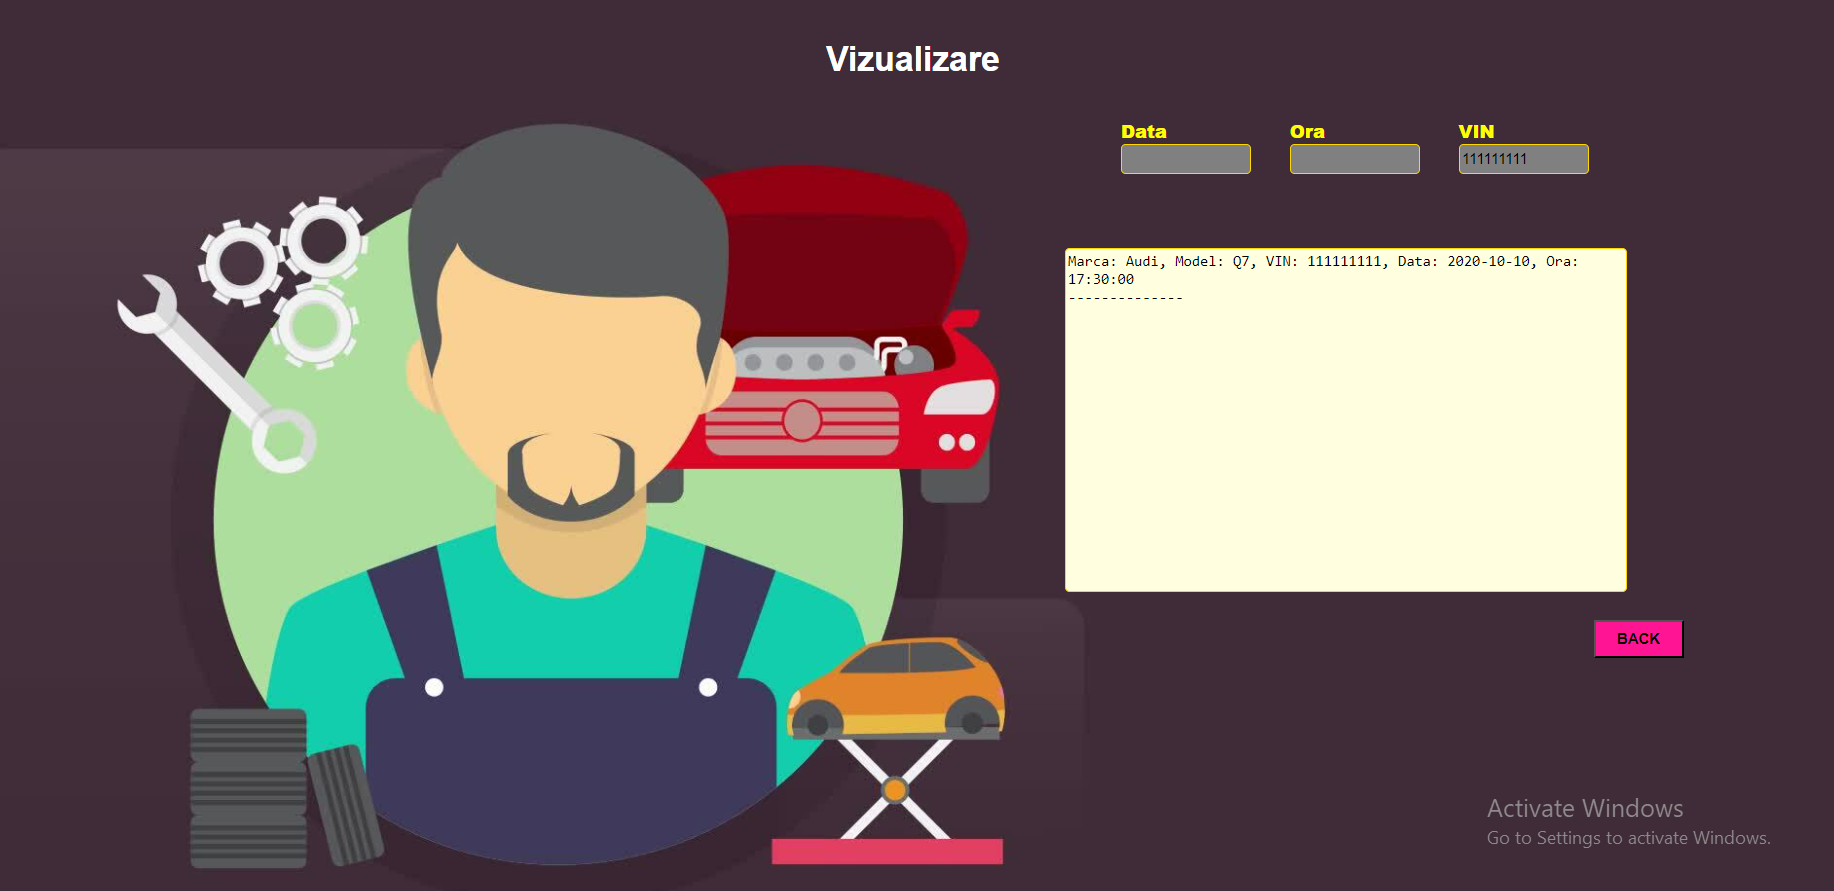 Vizualizare
Data Ora VIN
111111111
Marca: Audi, Model: Q7, VIN: 111111111, Data: 2020-10-10, Ora:
17:30:00
--------------
BACK
Activate Windows
Go to Settings to activate Windows.